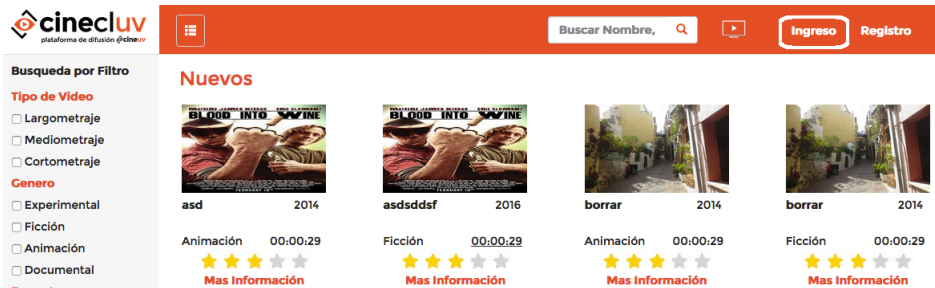 cinecluv
plataforma de difusión cineuv
Buscar Nombre,
Ingreso
Registro
Busqueda por Filtro
Tipo de Video
Largometraje
Mediometraje
Cortometraje
Genero
Experimental
Ficción
Animación
Documental
Nuevos
BLOOD INTO WINE
asd 2014
Animación 00:00:29
Mas Información
BLOOD INTO WINE
asdsddsf 2016
Ficción 00:00:29
Mas Información
borrar 2014
Animación 00:00:29
Mas Información
borrar 2014
Ficción 00:00:29
Mas Información